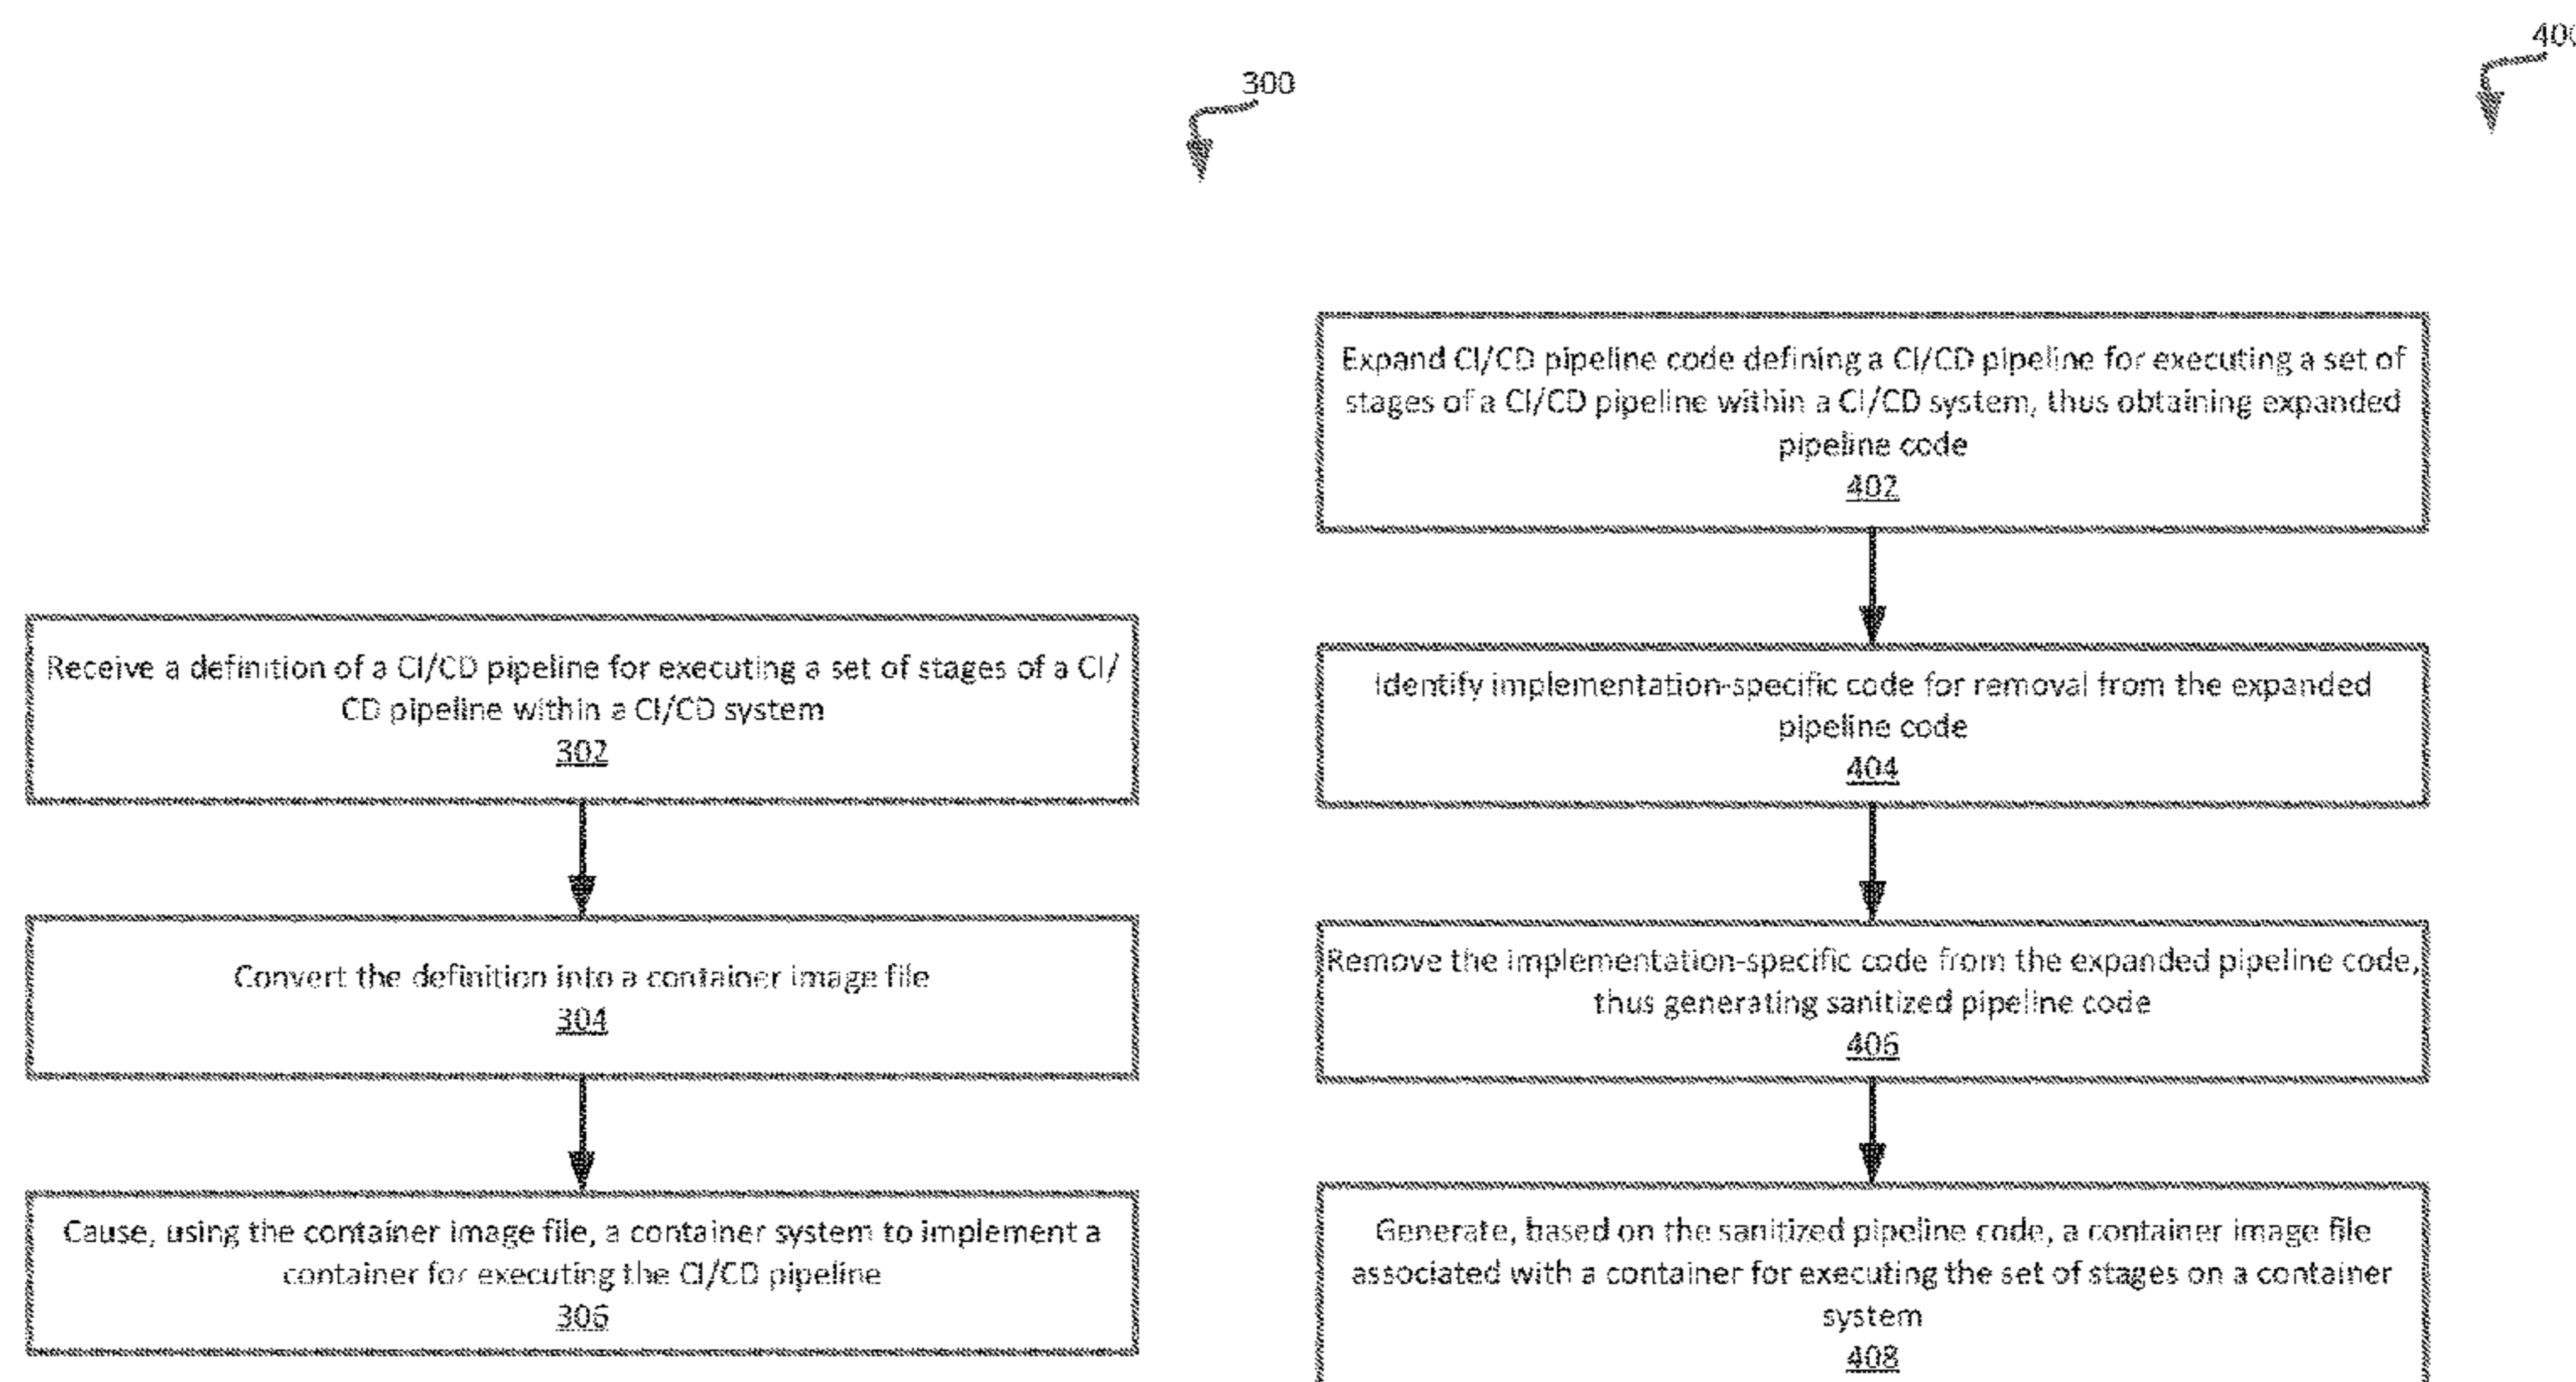 300
Receive a definition of a CI/CD pipeline for executing a set of stages of a CI/
CD pipeline within a CI/CD system
302
Convert the definition into a container image file
304
Cause, using the container image file, a container system to implement a
container for executing the CI/CD pipeline
306
400
Expand CI/CD pipeline code defining a CI/CD pipeline for executing a set of
stages of a CI/CD pipeline within a CI/CD system, thus obtaining expanded
pipeline code
402
Identify implementation-specific code for removal from the expanded
pipeline code
404
Remove the implementation-specific code from the expanded pipeline code,
thus generating sanitized pipeline code
406
Generate, based on the sanitized pipeline code, a container image file
associated with a container for executing the set of stages on a container
system
408